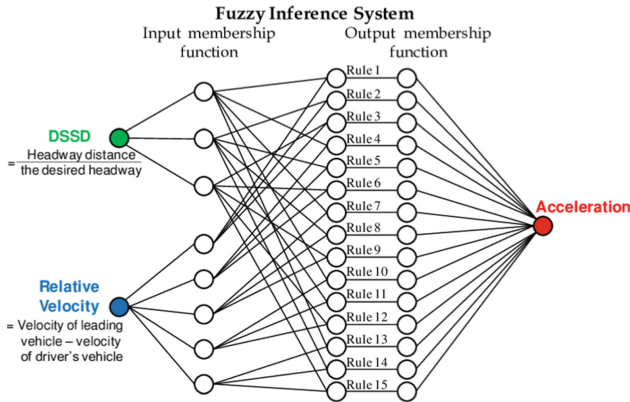 Fuzzy Inference System
Input membership
function
Output membership
function
Rule 1
Rule 2
Rule 3
Rule 4
Rule 5
Rule 6
Rule 7
Rule 8
Rule 9
Rule 10
Rule 11
Rule 12
Rule 13
Rule 14
Rule 15
DSSD
= Headway distance
the desired headway
Relative
Velocity
= Velocity of leading
vehicle – velocity
of driver's vehicle
Acceleration